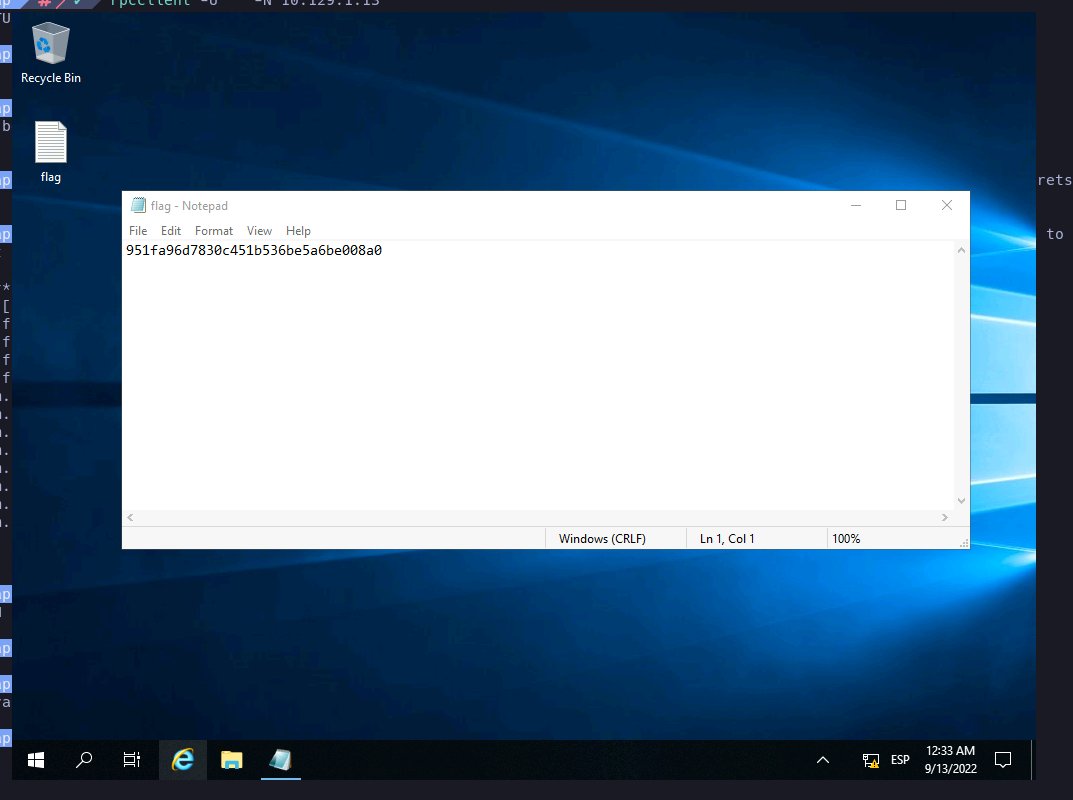 rpcclient -U -N 10.129.1.13
Recycle Bin
flag
rets
flag - Notepad
File Edit Format View Help
to
951fa96d7830c451b536be5a6be008a0
Windows (CRLF) Ln 1, Col 1 100%
ESP
12:33 AM
9/13/2022